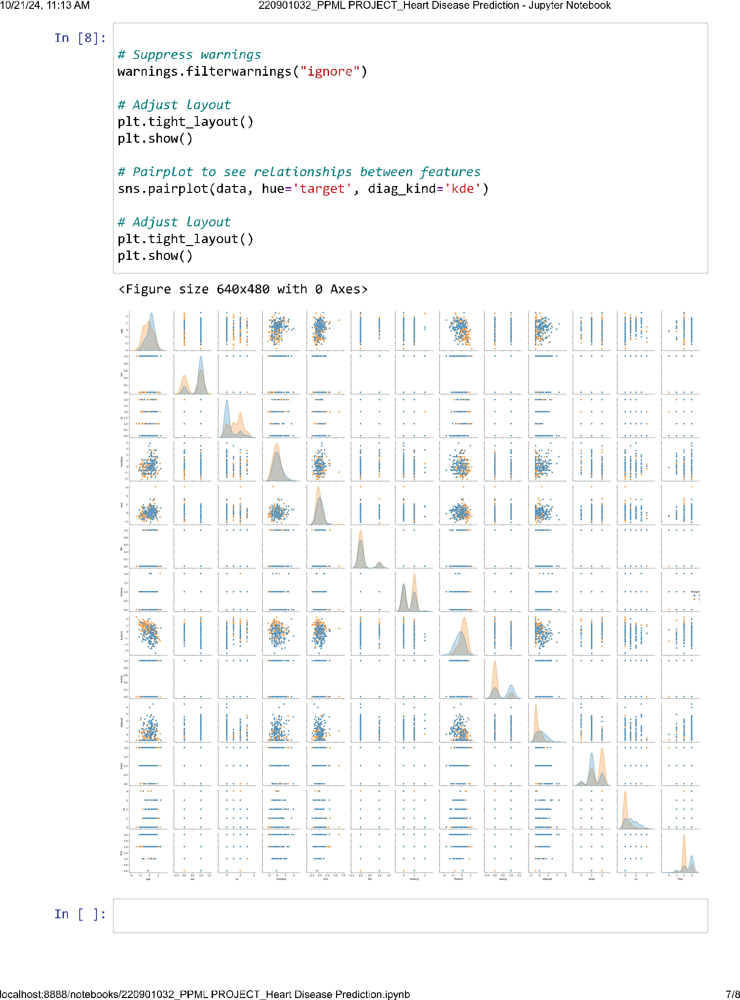 10/21/24, 11:13 AM
220901032_PPML PROJECT_Heart Disease Prediction - Jupyter Notebook
In [8]:
# Suppress warnings
warnings.filterwarnings("ignore")
# Adjust layout
plt.tight_layout()
plt.show()
# Pairplot to see relationships between features
sns.pairplot(data, hue='target', diag_kind='kde')
# Adjust layout
plt.tight_layout()
plt.show()
<Figure size 640x480 with 0 Axes>
age
sex
cp
trestbps
chol
fbs
restecg
target
0
1
thalach
exang
oldpeak
slope
ca
thal
age sex cp trestbps chol fbs restecg thalach exang oldpeak slope ca thal
In [ ]:
localhost:8888/notebooks/220901032_PPML PROJECT_Heart Disease Prediction.ipynb
7/8